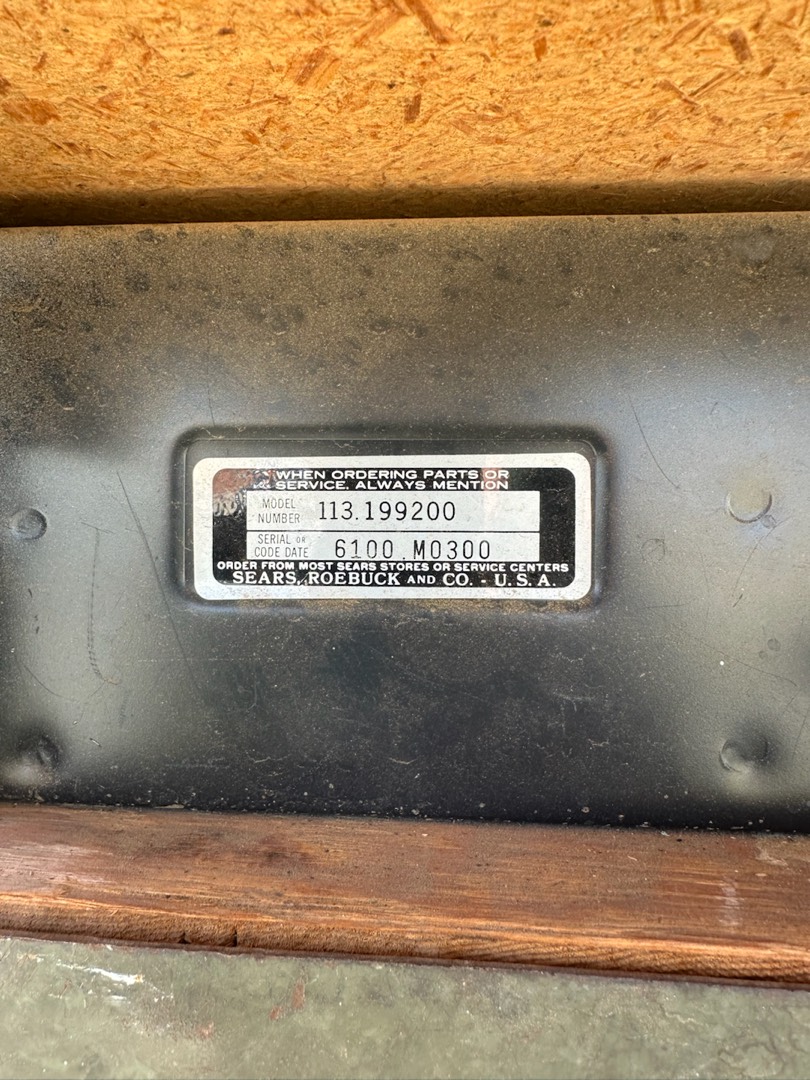 WHEN ORDERING PARTS OR
SERVICE, ALWAYS MENTION
MODEL NUMBER 113.199200
SERIAL OR CODE DATE 6100.M0300
ORDER FROM MOST SEARS STORES OR SERVICE CENTERS
SEARS, ROEBUCK AND CO. - U.S.A.